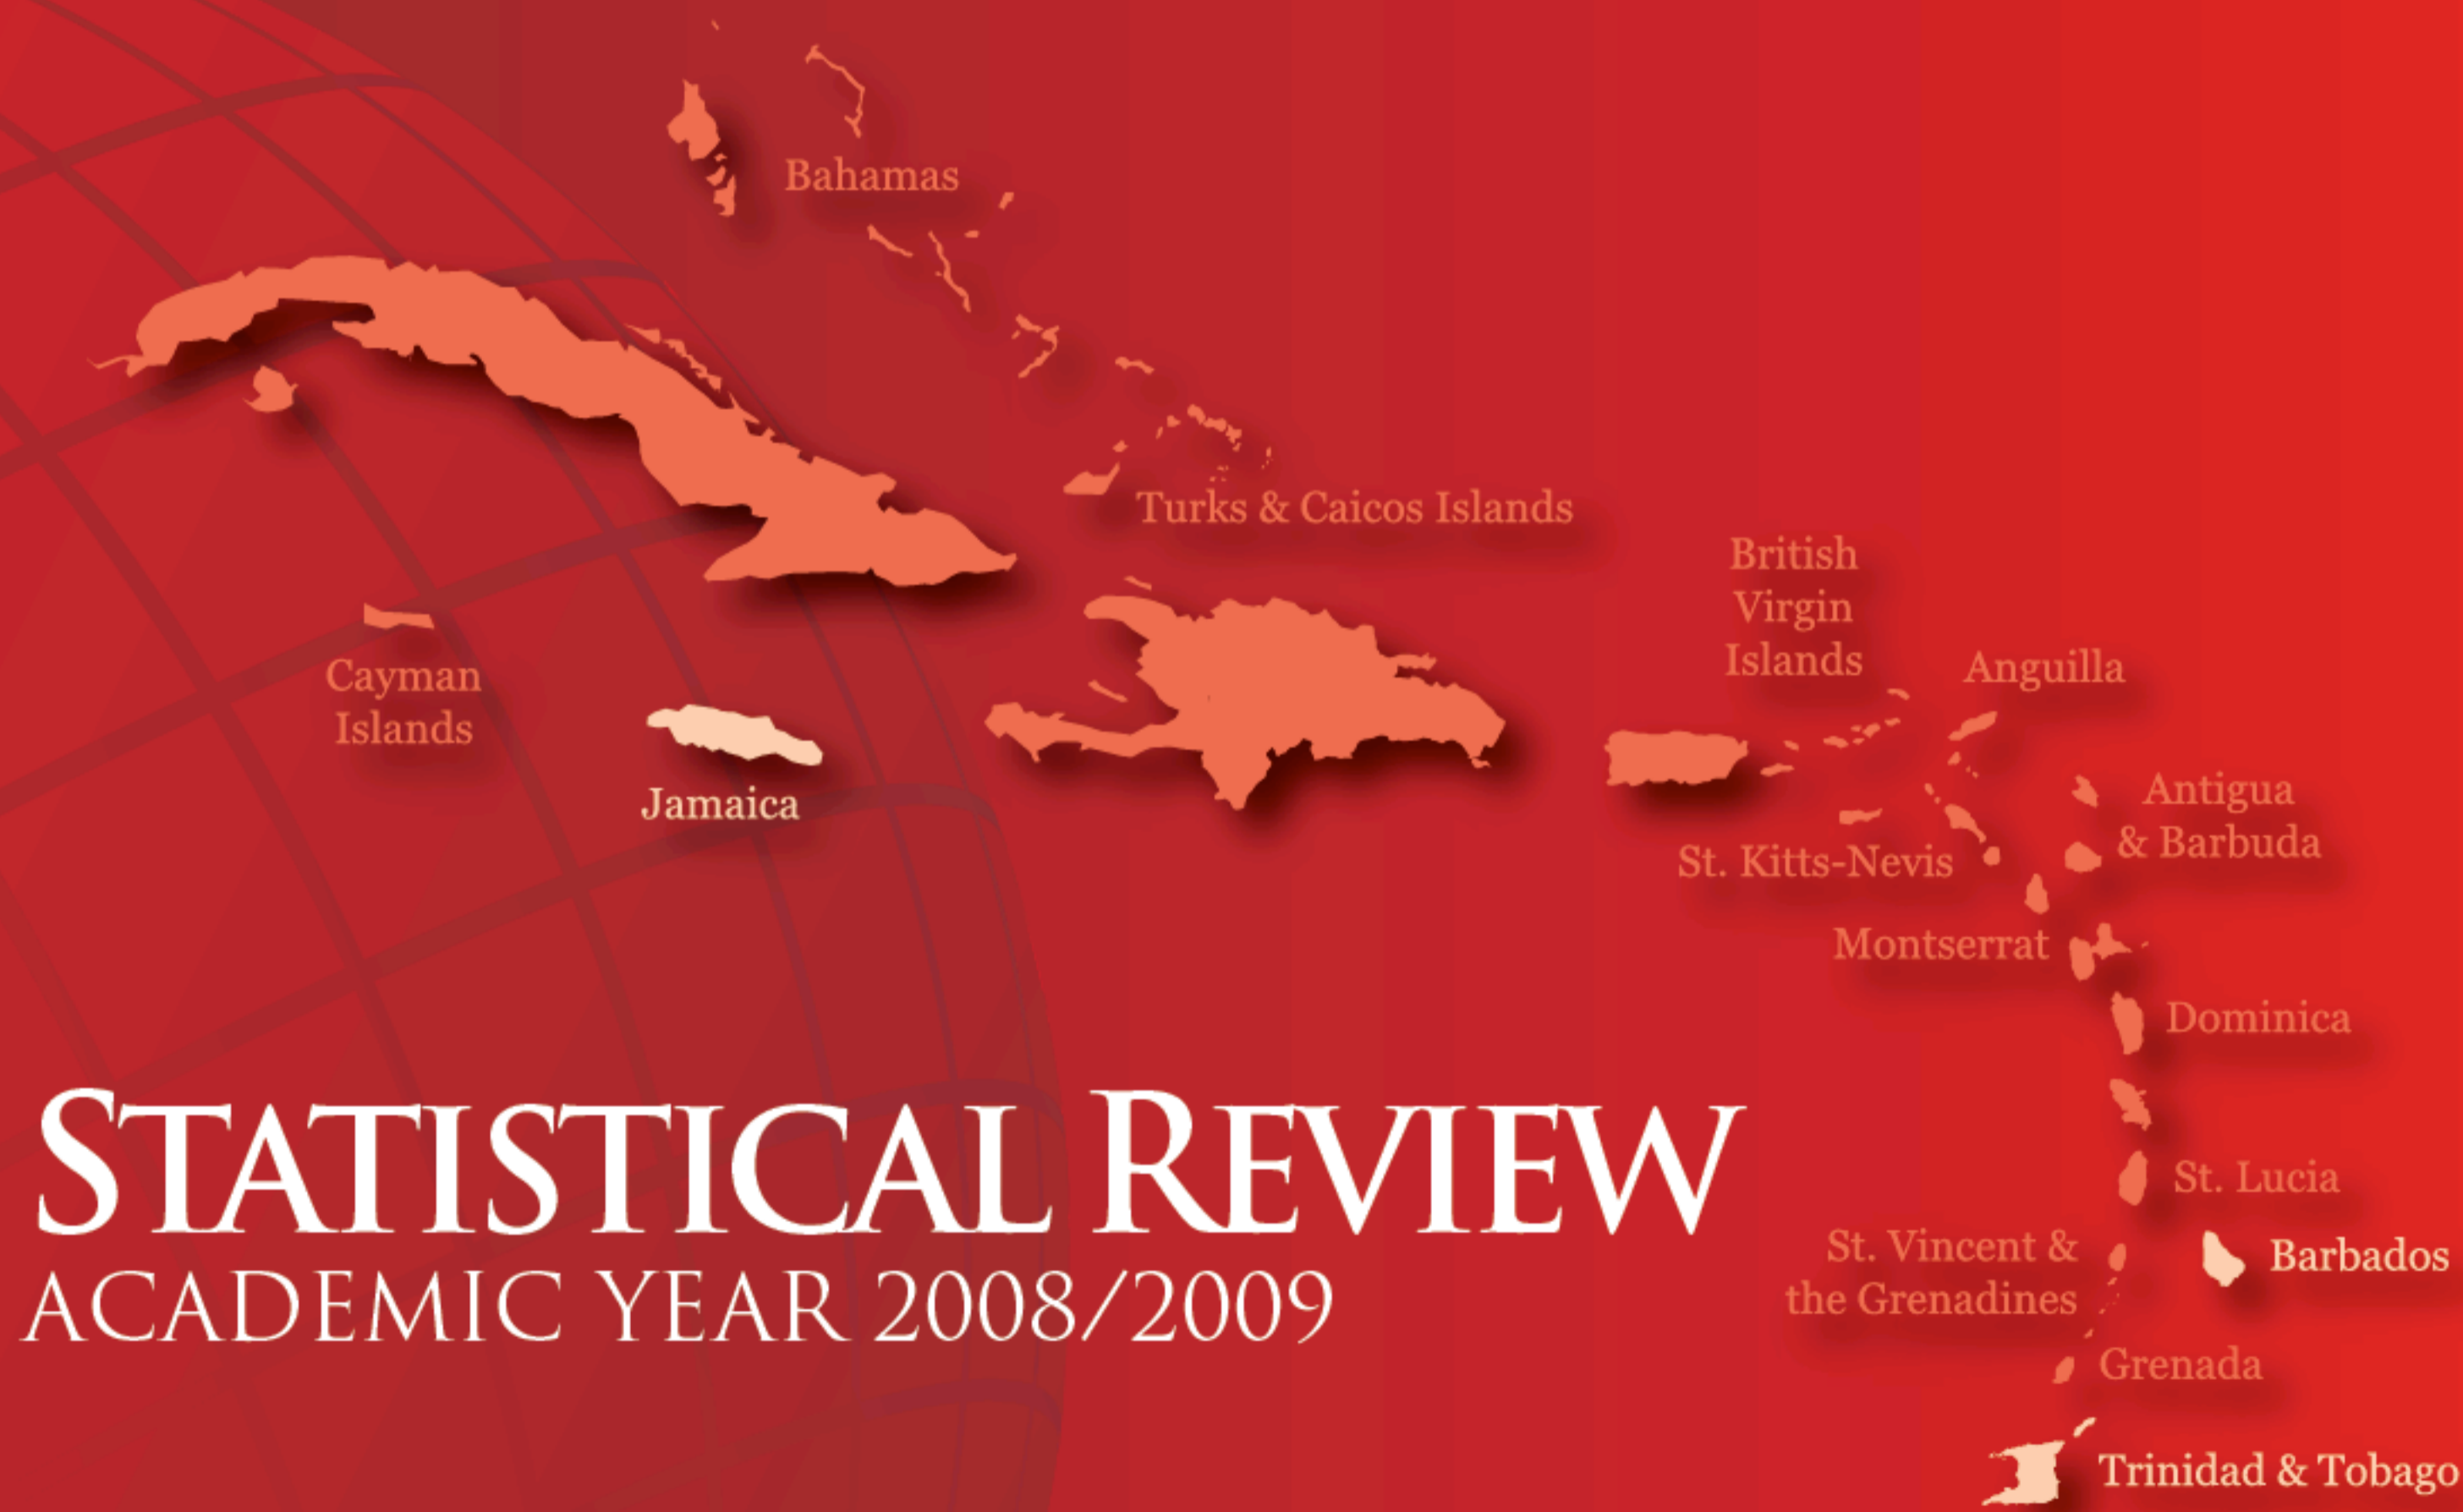 Bahamas
Turks & Caicos Islands
British
Virgin
Islands
Anguilla
Cayman
Islands
Jamaica
Antigua
& Barbuda
St. Kitts-Nevis
Montserrat
Dominica
STATISTICAL REVIEW
ACADEMIC YEAR 2008/2009
St. Lucia
St. Vincent &
the Grenadines
Barbados
Grenada
Trinidad & Tobago